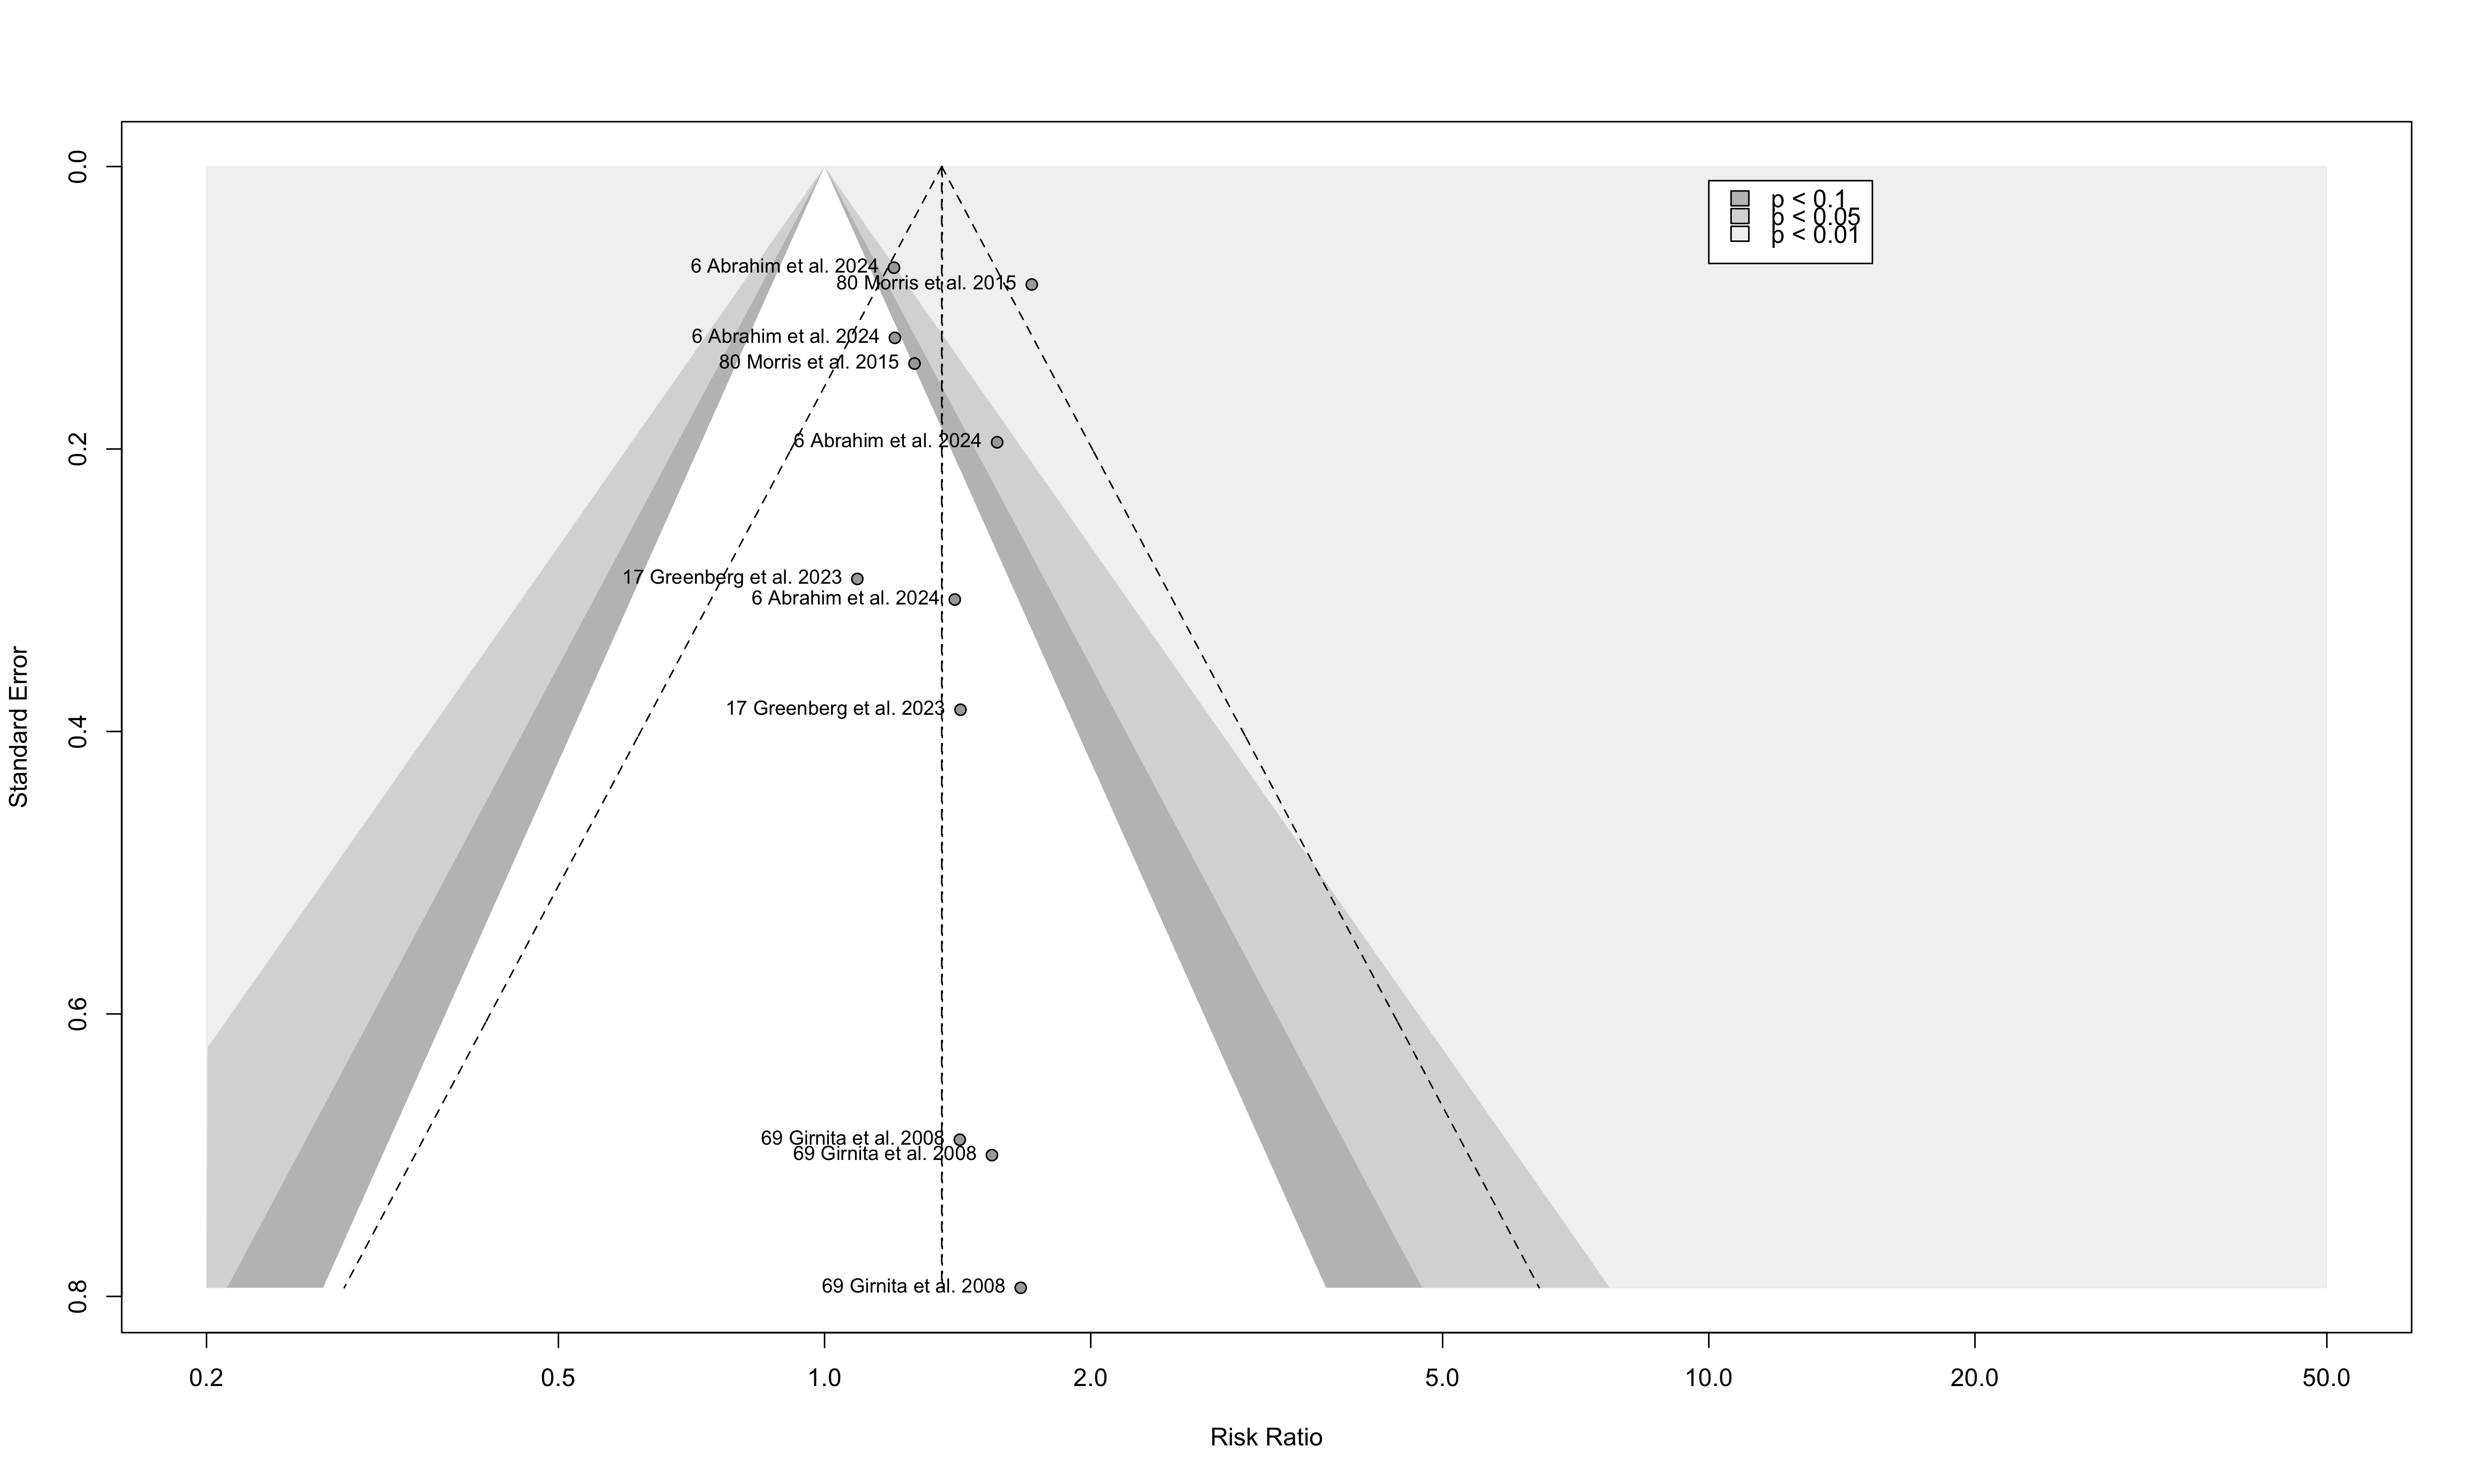 p < 0.1
p < 0.05
p < 0.01
6 Abrahim et al. 2024
80 Morris et al. 2015
6 Abrahim et al. 2024
80 Morris et al. 2015
6 Abrahim et al. 2024
17 Greenberg et al. 2023
6 Abrahim et al. 2024
17 Greenberg et al. 2023
69 Girnita et al. 2008
69 Girnita et al. 2008
69 Girnita et al. 2008
Standard Error
0.0
0.2
0.4
0.6
0.8
0.2 0.5 1.0 2.0 5.0 10.0 20.0 50.0
Risk Ratio